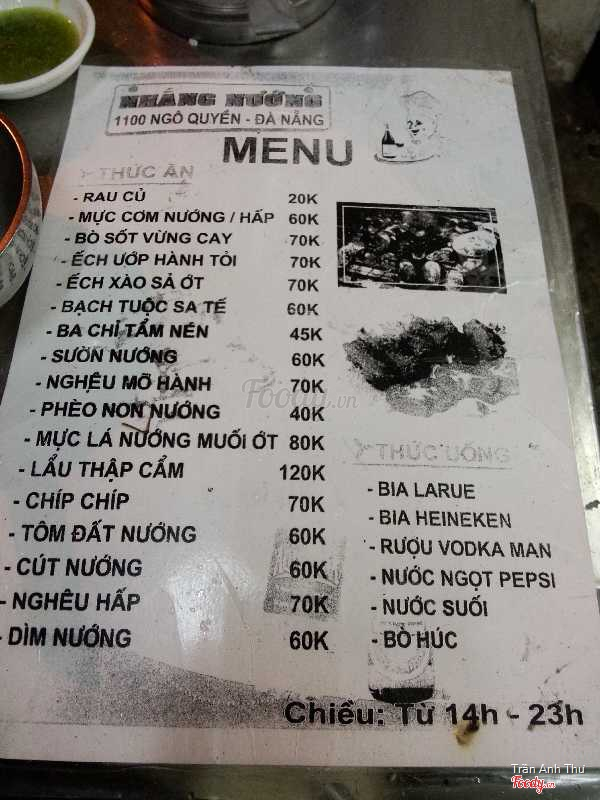 NHẮNG NƯỚNG
1100 NGÔ QUYỀN - ĐÀ NẴNG
MENU
THỨC ĂN
- RAU CỦ 20K
- MỰC CƠM NƯỚNG / HẤP 60K
- BÒ SỐT VỪNG CAY 70K
- ẾCH ƯỚP HÀNH TỎI 70K
- ẾCH XÀO SẢ ỚT 70K
- BẠCH TUỘC SA TẾ 60K
- BA CHỈ TẨM NÉN 45K
- SƯỜN NƯỚNG 60K
- NGHỆU MỠ HÀNH 70K
- PHÈO NON NƯỚNG 40K
- MỰC LÁ NƯỚNG MUỐI ỚT 80K
- LẨU THẬP CẨM 120K
- CHÍP CHÍP 70K
- TÔM ĐẤT NƯỚNG 60K
- CÚT NƯỚNG 60K
- NGHÊU HẤP 70K
- DÌM NƯỚNG 60K
THỨC UỐNG
- BIA LARUE
- BIA HEINEKEN
- RƯỢU VODKA MAN
- NƯỚC NGỌT PEPSI
- NƯỚC SUỐI
- BÒ HÚC
Chiều: Từ 14h - 23h
Foody.vn
Trần Anh Thư
Foody.vn